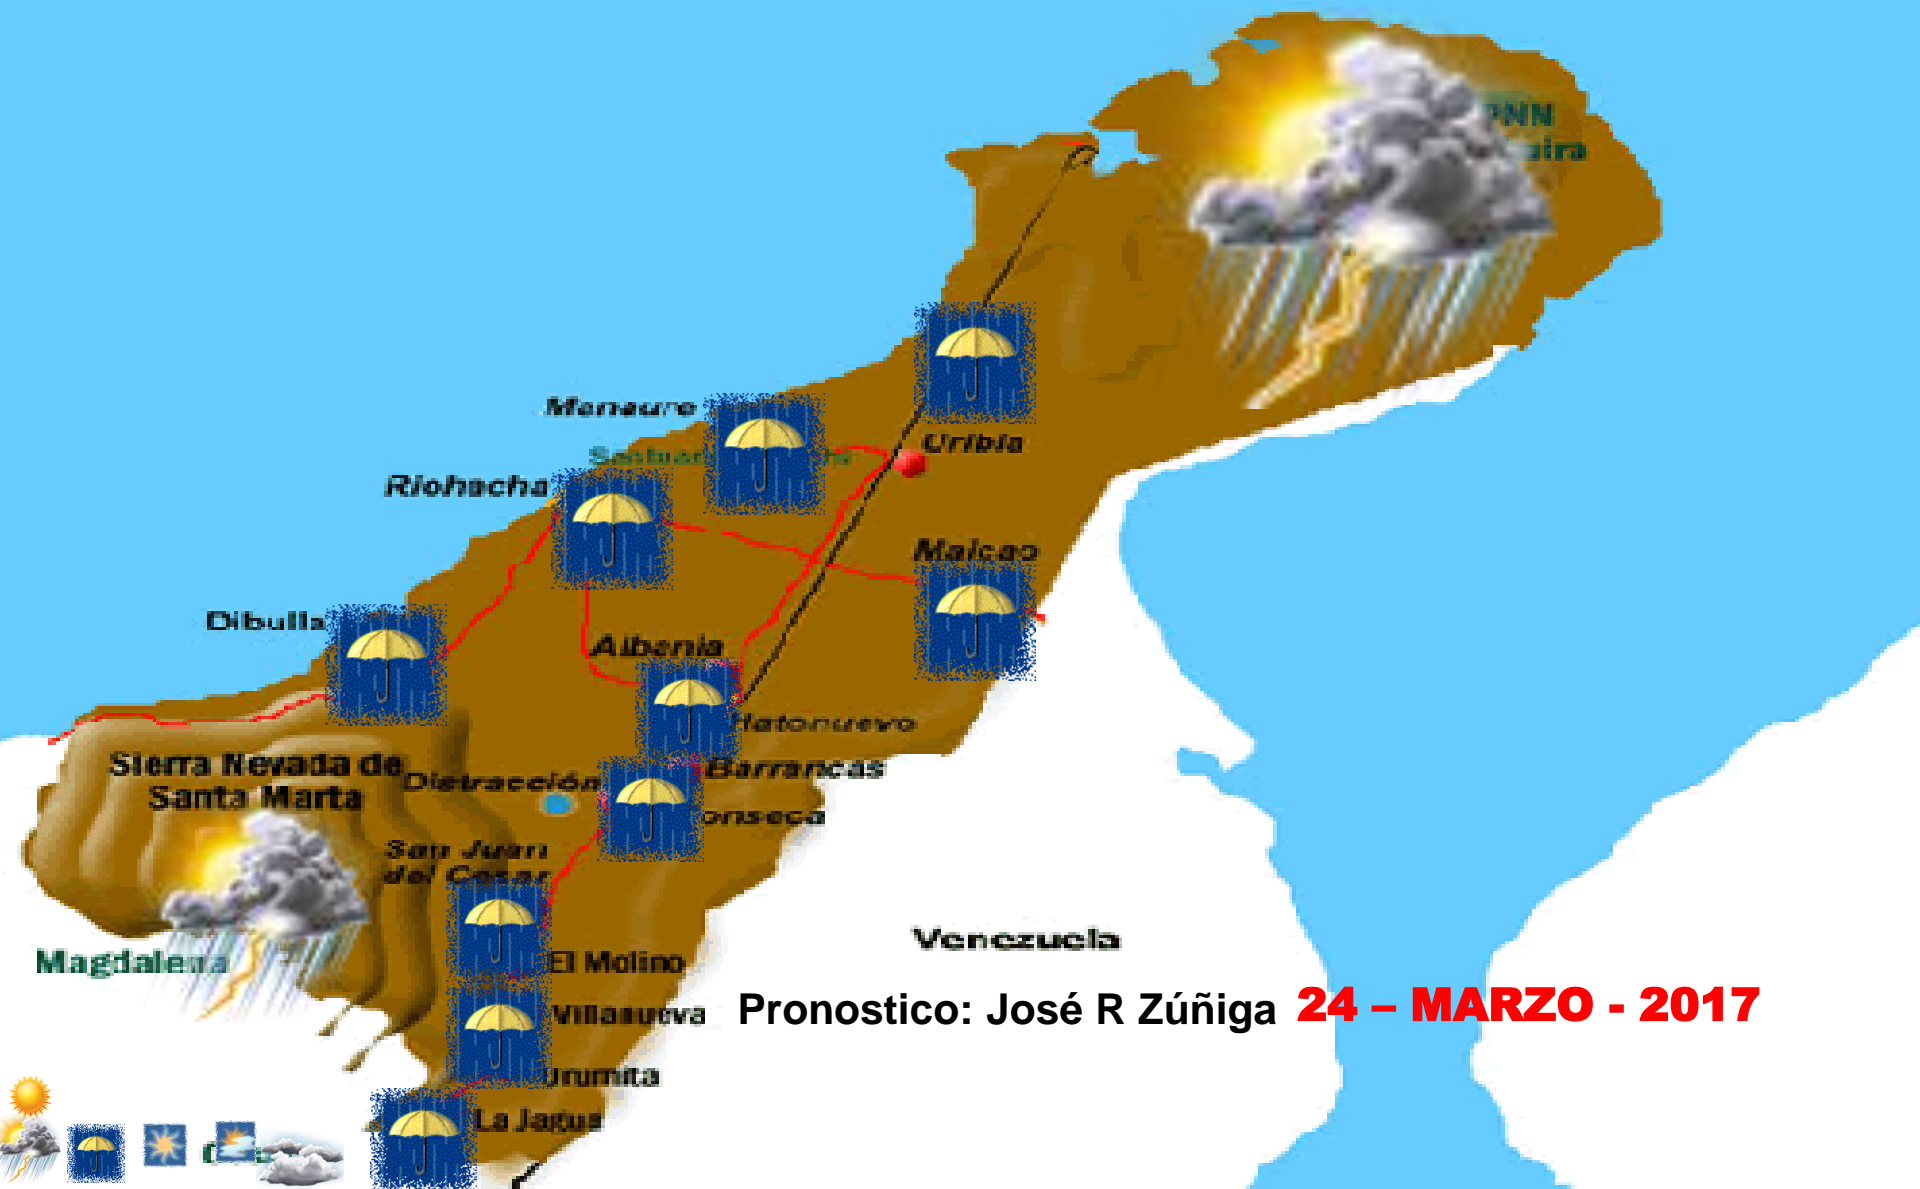 PNN
Manaure
Uribia
Riohacha
Maicao
Dibulla
Albania
Hatonuevo
Sierra Nevada de
Santa Marta
Distracción
Barrancas
onseca
San Juan
del Cesar
Venezuela
Magdalena
El Molino
Pronostico: José R Zúñiga 24 – MARZO - 2017
Villanueva
Urumita
La Jagua